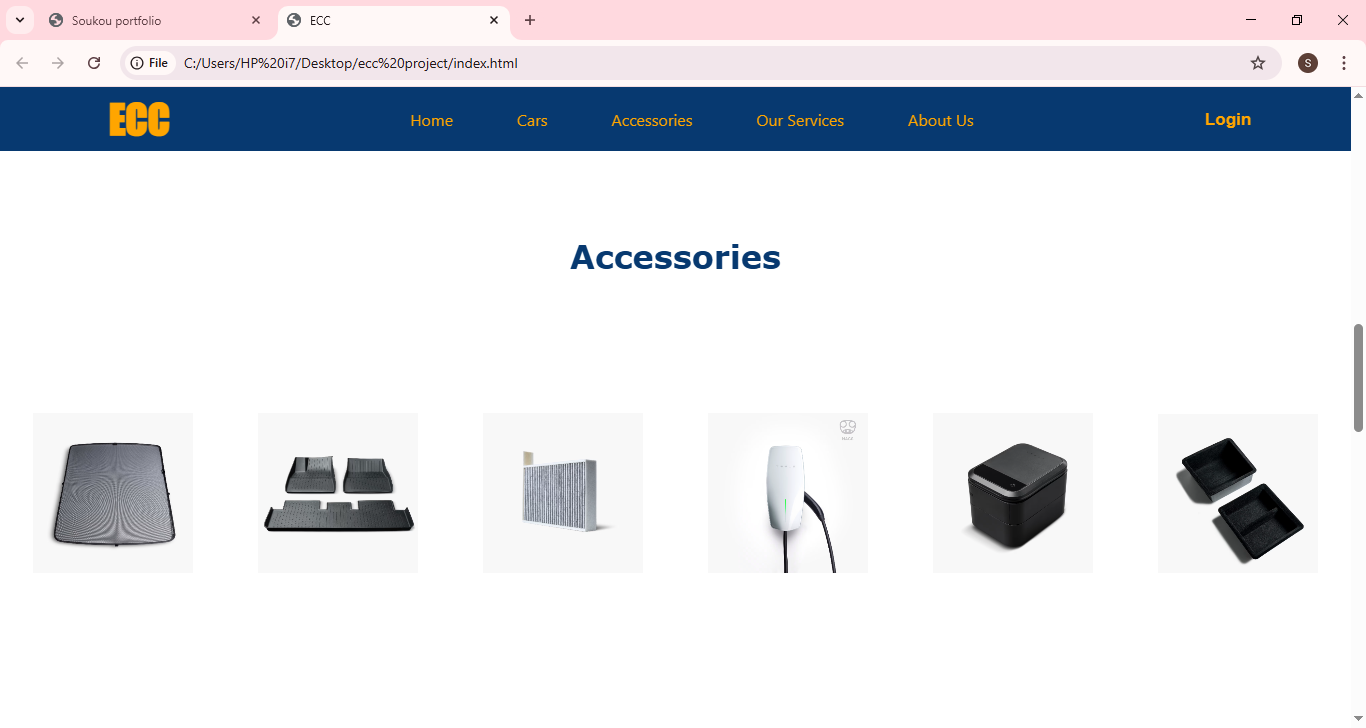 Soukou portfolio
ECC
File
C:/Users/HP%20i7/Desktop/ecc%20project/index.html
S
ECC
Home
Cars
Accessories
Our Services
About Us
Login
Accessories